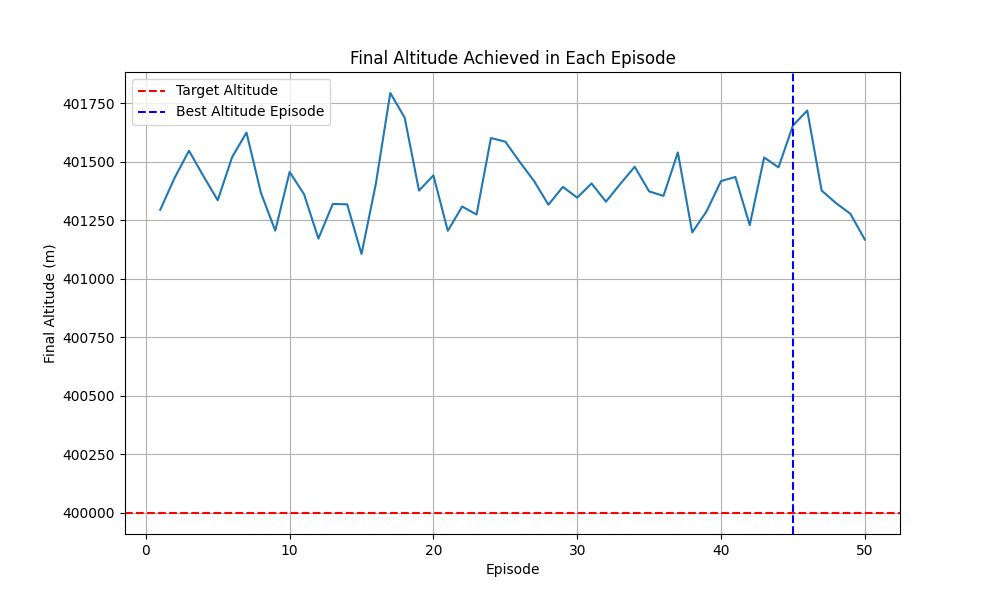 Final Altitude Achieved in Each Episode
Target Altitude
Best Altitude Episode
401750
401500
401250
401000
400750
400500
400250
400000
Final Altitude (m)
0 10 20 30 40 50
Episode